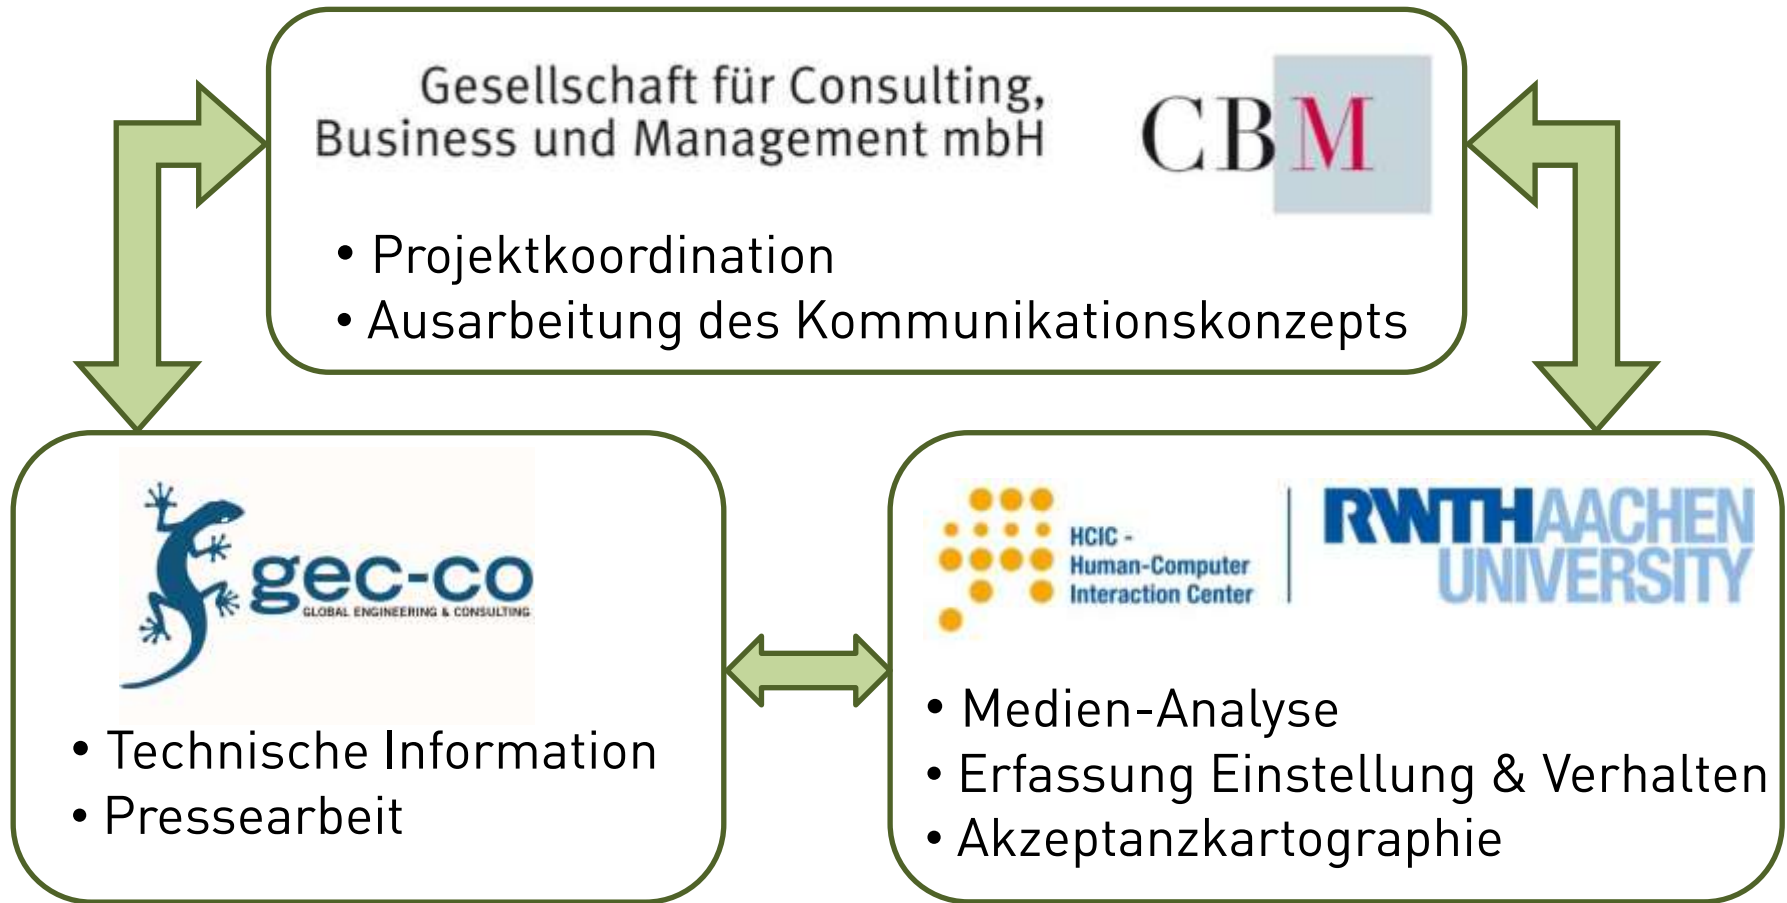 Gesellschaft für Consulting,
Business und Management mbH
CBM
• Projektkoordination
• Ausarbeitung des Kommunikationskonzepts
gec-co
GLOBAL ENGINEERING & CONSULTING
• Technische Information
• Pressearbeit
HCIC -
Human-Computer
Interaction Center
RWTHAACHEN
UNIVERSITY
• Medien-Analyse
• Erfassung Einstellung & Verhalten
• Akzeptanzkartographie